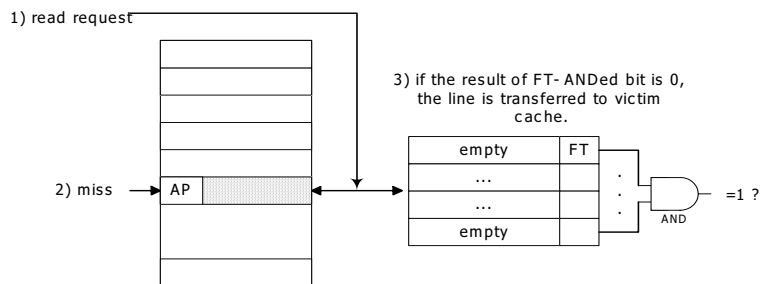 1) read request
3) if the result of FT- ANDed bit is 0,
the line is transferred to victim
cache.
empty FT
...
2) miss AP
...
=1 ?
empty
AND